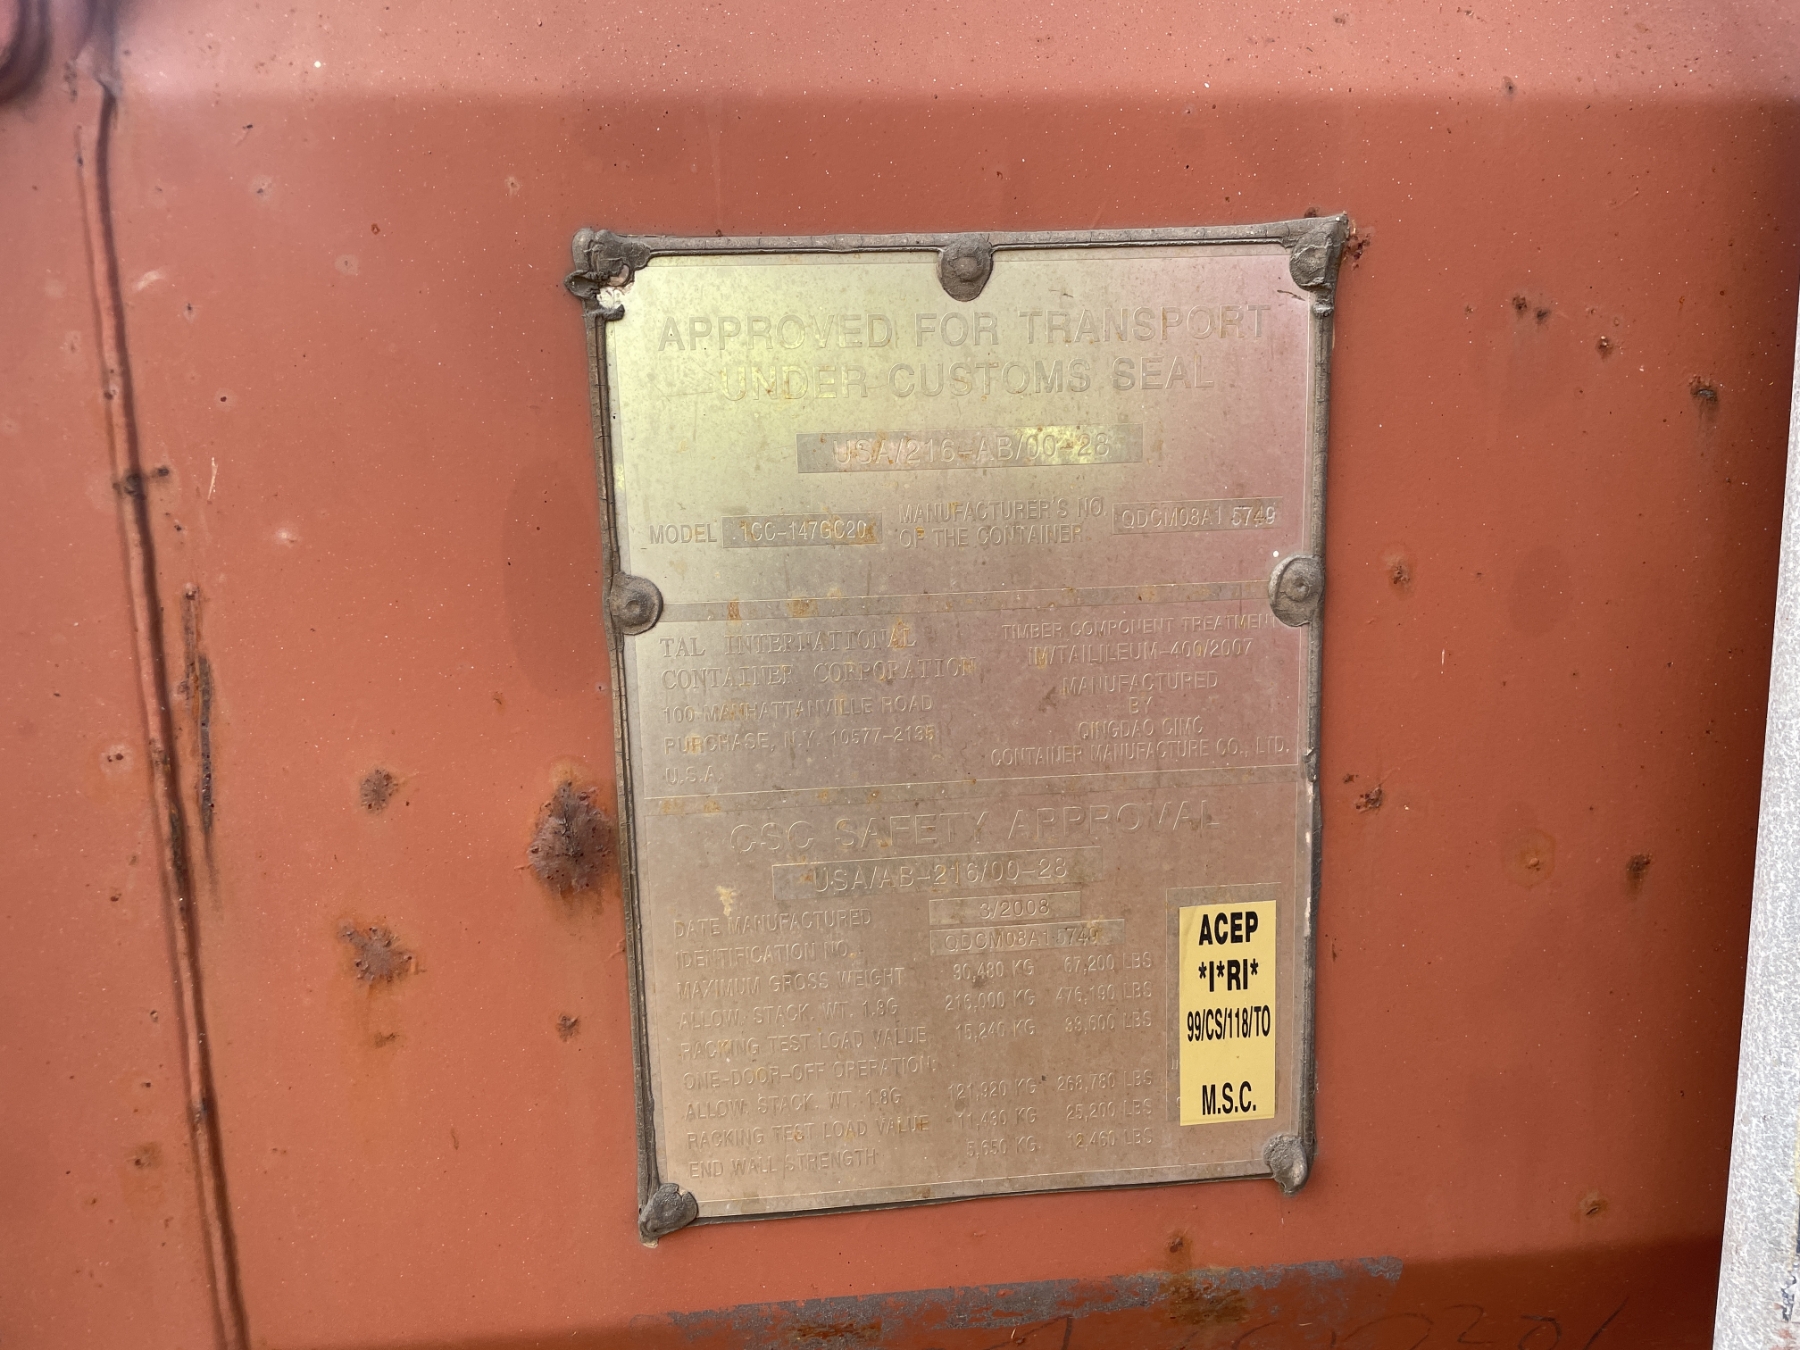 APPROVED FOR TRANSPORT
UNDER CUSTOMS SEAL
USA/216-AB/00-28
MODEL 1CC-147GC20 MANUFACTURER'S NO. OF THE CONTAINER QDCM08A1 5749
TAL INTERNATIONAL
CONTAINER CORPORATION
100 MANHATTANVILLE ROAD
PURCHASE, N.Y. 10577-2135
U.S.A.
TIMBER COMPONENT TREATMENT
IM/TAILILEUM-400/2007
MANUFACTURED
BY
QINGDAO CIMC
CONTAINER MANUFACTURE CO., LTD.
CSC SAFETY APPROVAL
USA/AB-216/00-28
DATE MANUFACTURED 3/2008
IDENTIFICATION NO. QDCM08A1 5749
MAXIMUM GROSS WEIGHT 30,480 KG 67,200 LBS
ALLOW. STACK. WT. 1.8G 216,000 KG 476,190 LBS
RACKING TEST LOAD VALUE 15,240 KG 33,600 LBS
ONE-DOOR-OFF OPERATION:
ALLOW. STACK. WT. 1.8G 121,920 KG 268,780 LBS
RACKING TEST LOAD VALUE 11,430 KG 25,200 LBS
END WALL STRENGTH 5,650 KG 12,460 LBS
ACEP
*I*RI*
99/CS/118/TO
M.S.C.